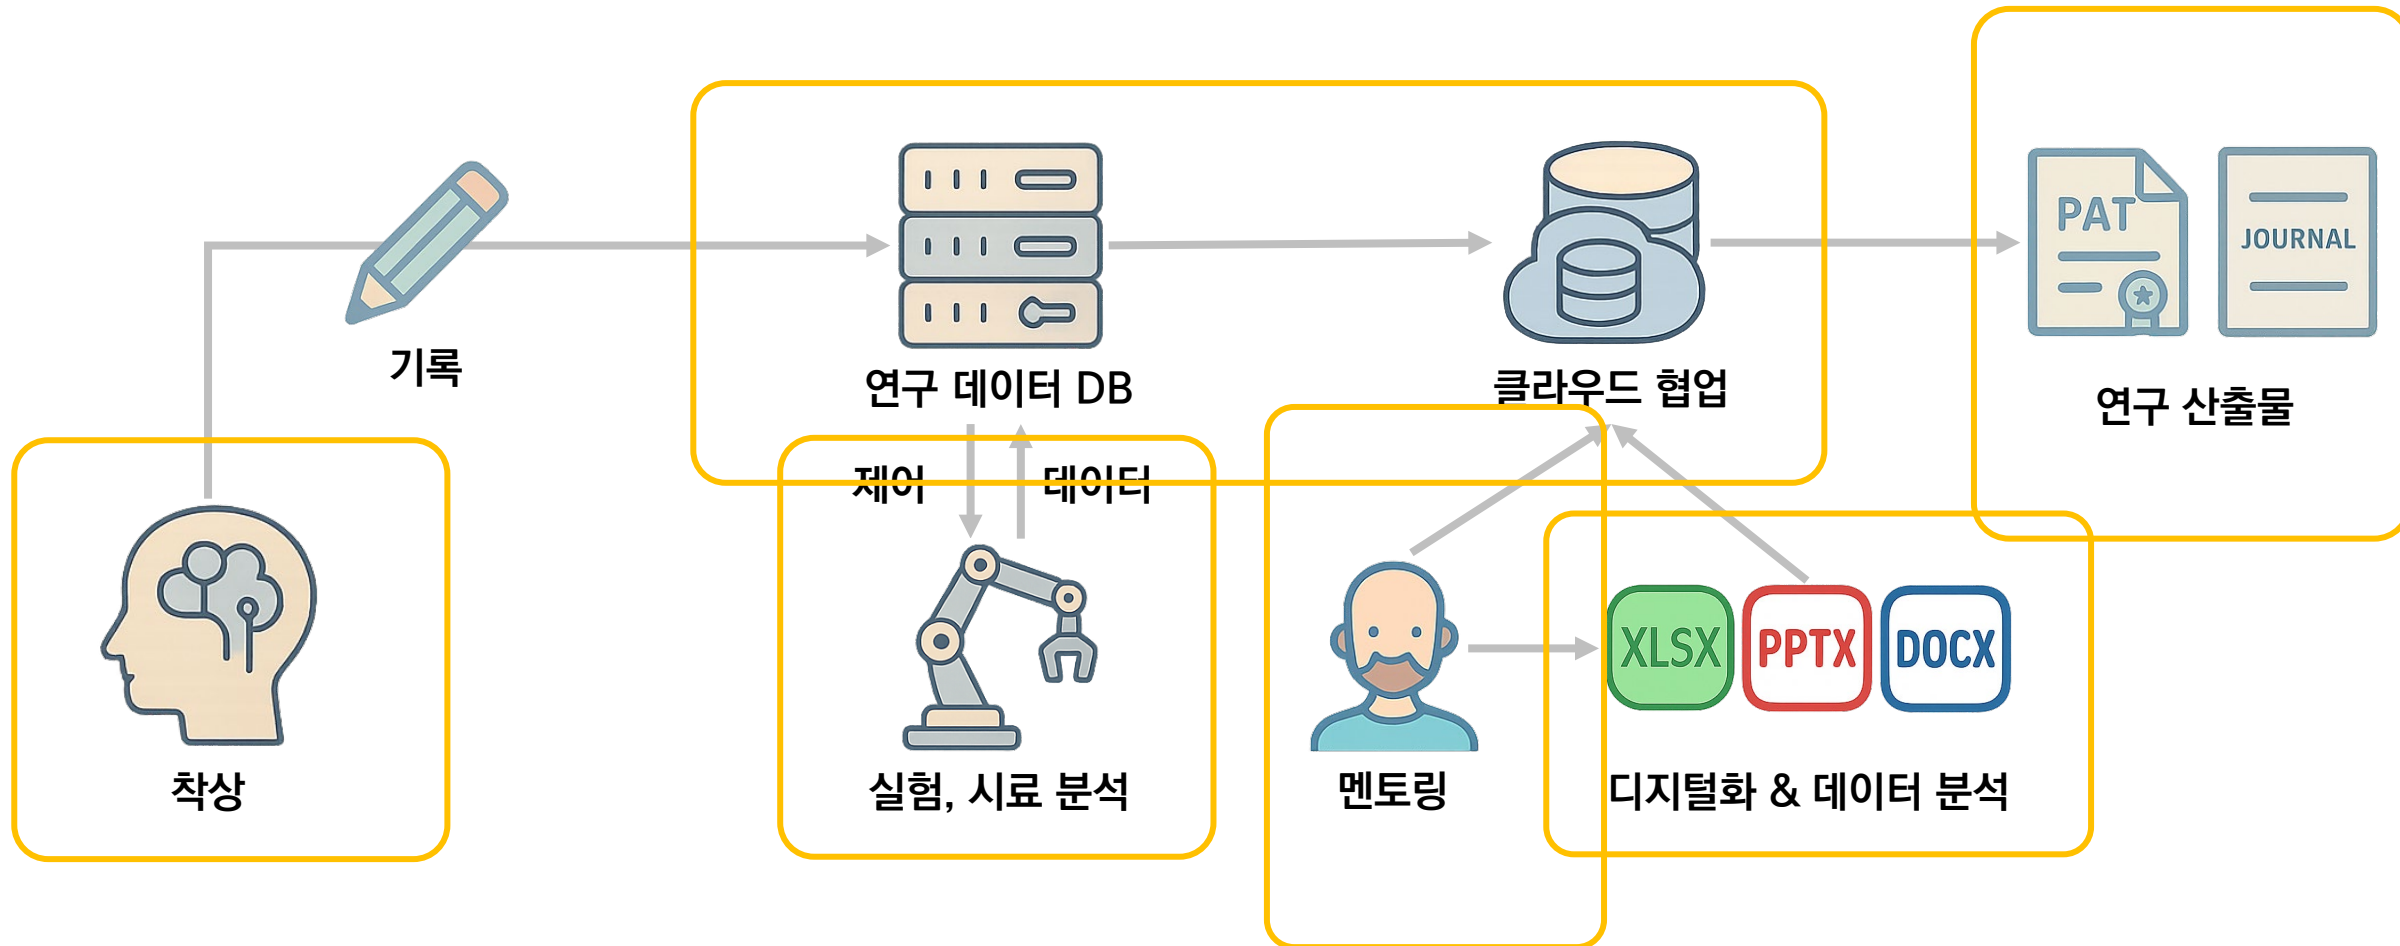 PAT
JOURNAL
기록
연구 데이터 DB
클라우드 협업
연구 산출물
제어
데이터
XLSX
PPTX
DOCX
착상
실험, 시료 분석
멘토링
디지털화 & 데이터 분석